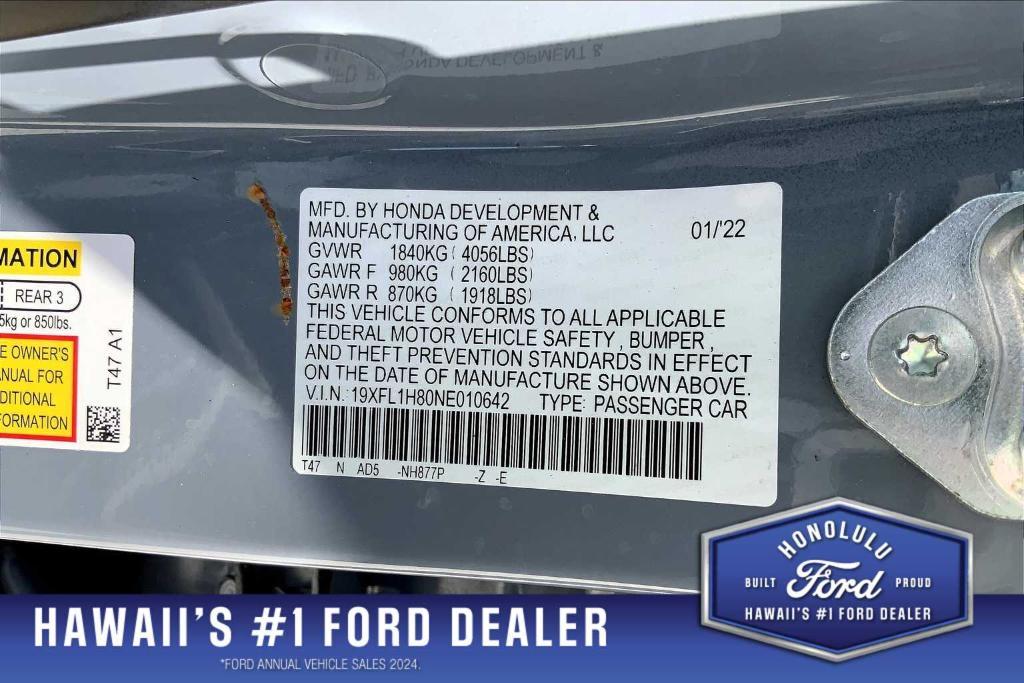 MFD. BY HONDA DEVELOPMENT &
MANUFACTURING OF AMERICA, LLC 01/'22
GVWR 1840KG ( 4056LBS)
GAWR F 980KG ( 2160LBS)
GAWR R 870KG ( 1918LBS)
THIS VEHICLE CONFORMS TO ALL APPLICABLE
FEDERAL MOTOR VEHICLE SAFETY, BUMPER,
AND THEFT PREVENTION STANDARDS IN EFFECT
ON THE DATE OF MANUFACTURE SHOWN ABOVE.
V.I.N: 19XFL1H80NE010642 TYPE: PASSENGER CAR
T47 N AD5 -NH877P -Z -E
MATION
REAR 3
5kg or 850lbs.
E OWNER'S
NUAL FOR
DITIONAL
FORMATION
T47 A1
HONOLULU
BUILT Ford PROUD
HAWAII'S #1 FORD DEALER
HAWAII'S #1 FORD DEALER
*FORD ANNUAL VEHICLE SALES 2024.